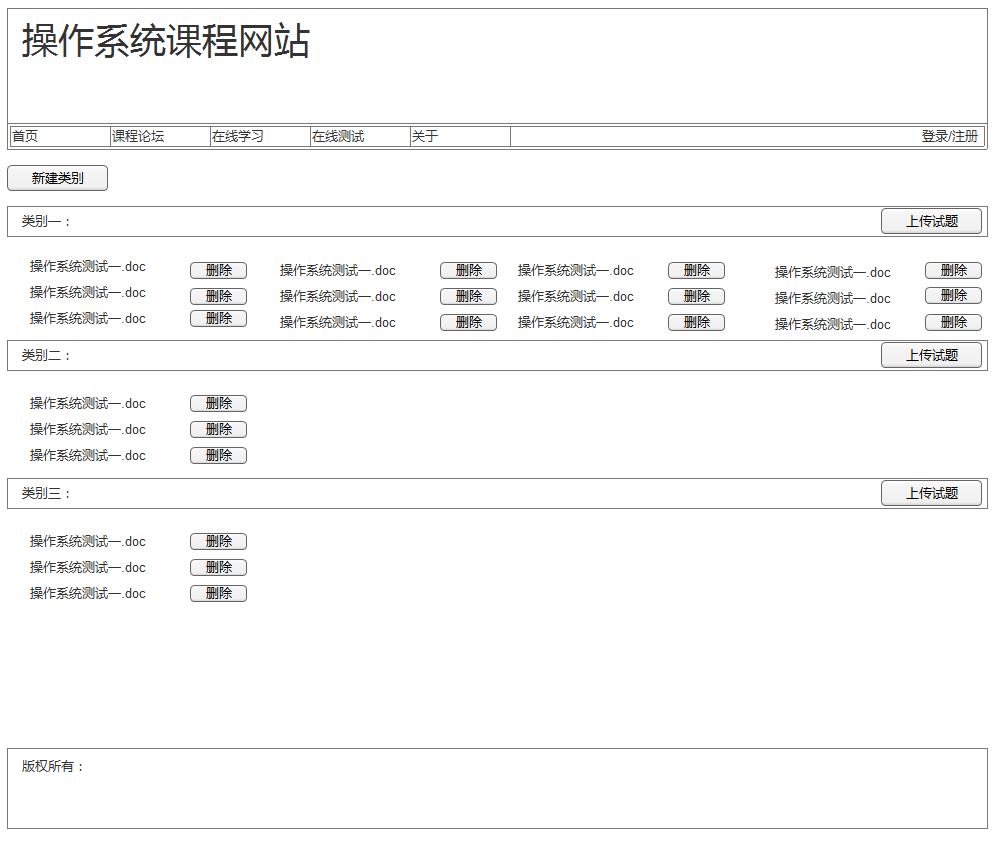 操作系统课程网站
首页 课程论坛 在线学习 在线测试 关于 登录/注册
新建类别
类别一： 上传试题
操作系统测试一.doc 删除 操作系统测试一.doc 删除 操作系统测试一.doc 删除 操作系统测试一.doc 删除
操作系统测试一.doc 删除 操作系统测试一.doc 删除 操作系统测试一.doc 删除 操作系统测试一.doc 删除
操作系统测试一.doc 删除 操作系统测试一.doc 删除 操作系统测试一.doc 删除 操作系统测试一.doc 删除
类别二： 上传试题
操作系统测试一.doc 删除
操作系统测试一.doc 删除
操作系统测试一.doc 删除
类别三： 上传试题
操作系统测试一.doc 删除
操作系统测试一.doc 删除
操作系统测试一.doc 删除
版权所有：